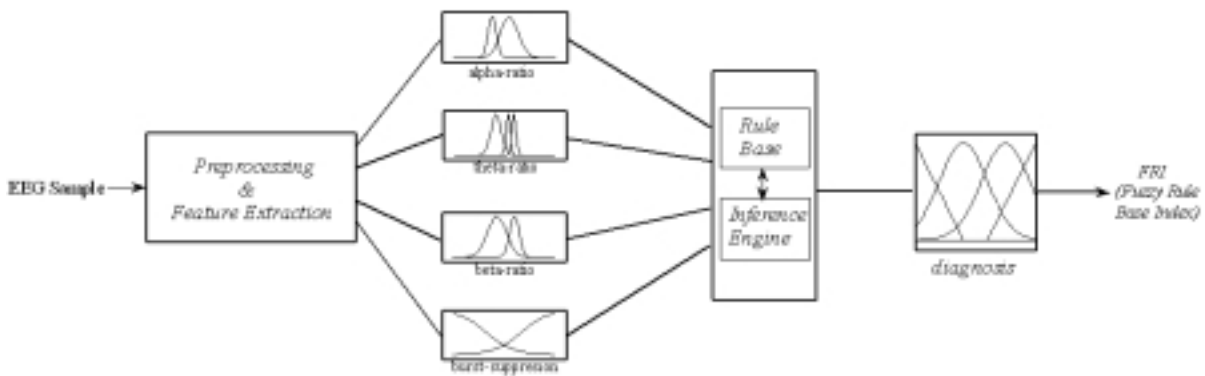 EEG Sample
Preprocessing
&
Feature Extraction
alpha-ratio
theta-ratio
beta-ratio
burst-suppresion
Rule
Base
Inference
Engine
diagnosis
FRI
(Fuzzy Rule
Base Index)